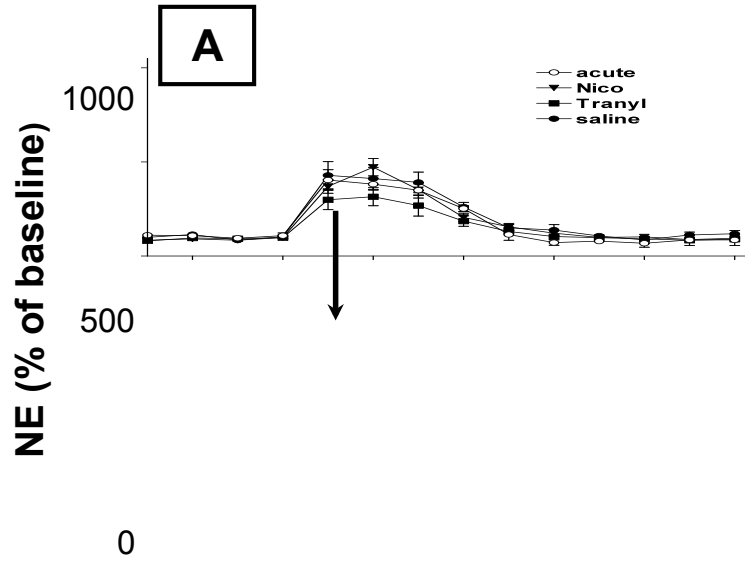 A
acute
Nico
Tranyl
saline
1000
500
0
NE (% of baseline)